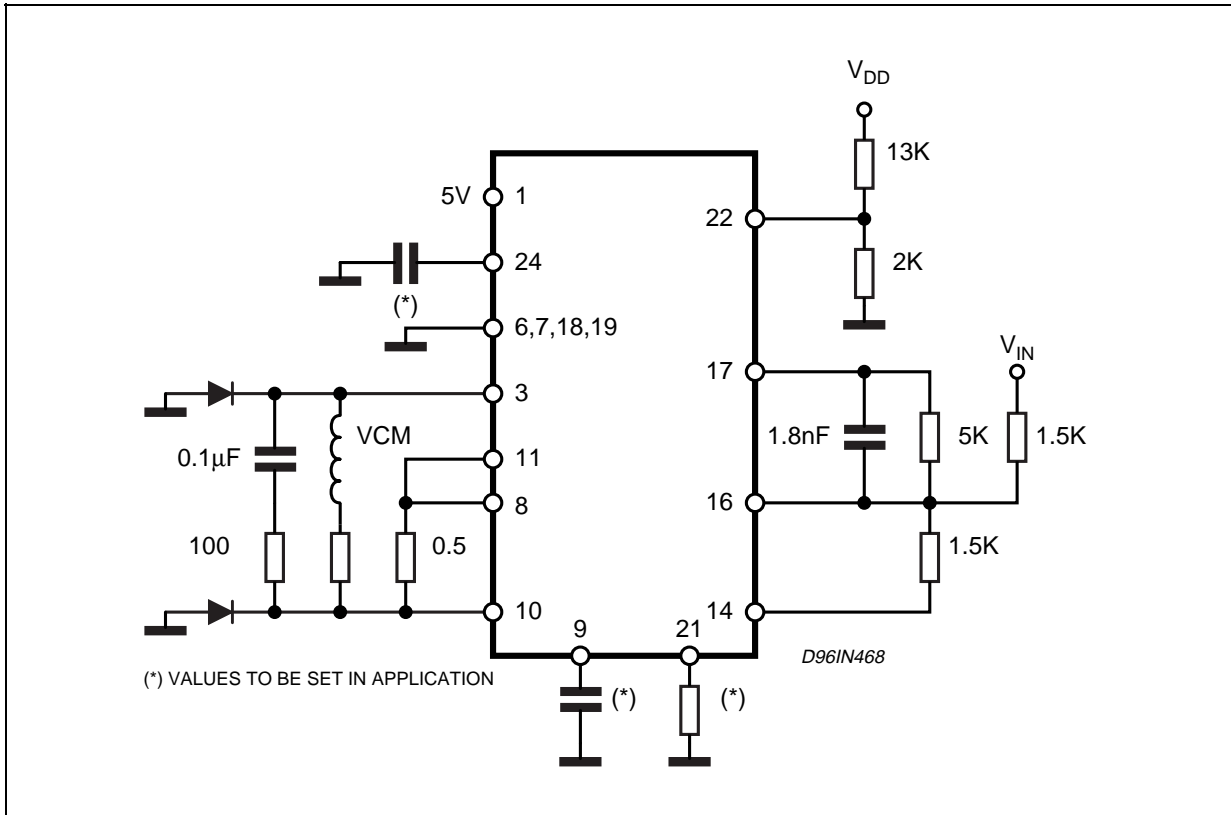 V_DD
13K
5V 1
22
24
2K
(*)
6,7,18,19
V_IN
17
3
VCM
0.1μF
1.8nF
5K
1.5K
11
8
16
100
0.5
1.5K
10
14
9
21
D96IN468
(*) VALUES TO BE SET IN APPLICATION
(*)
(*)